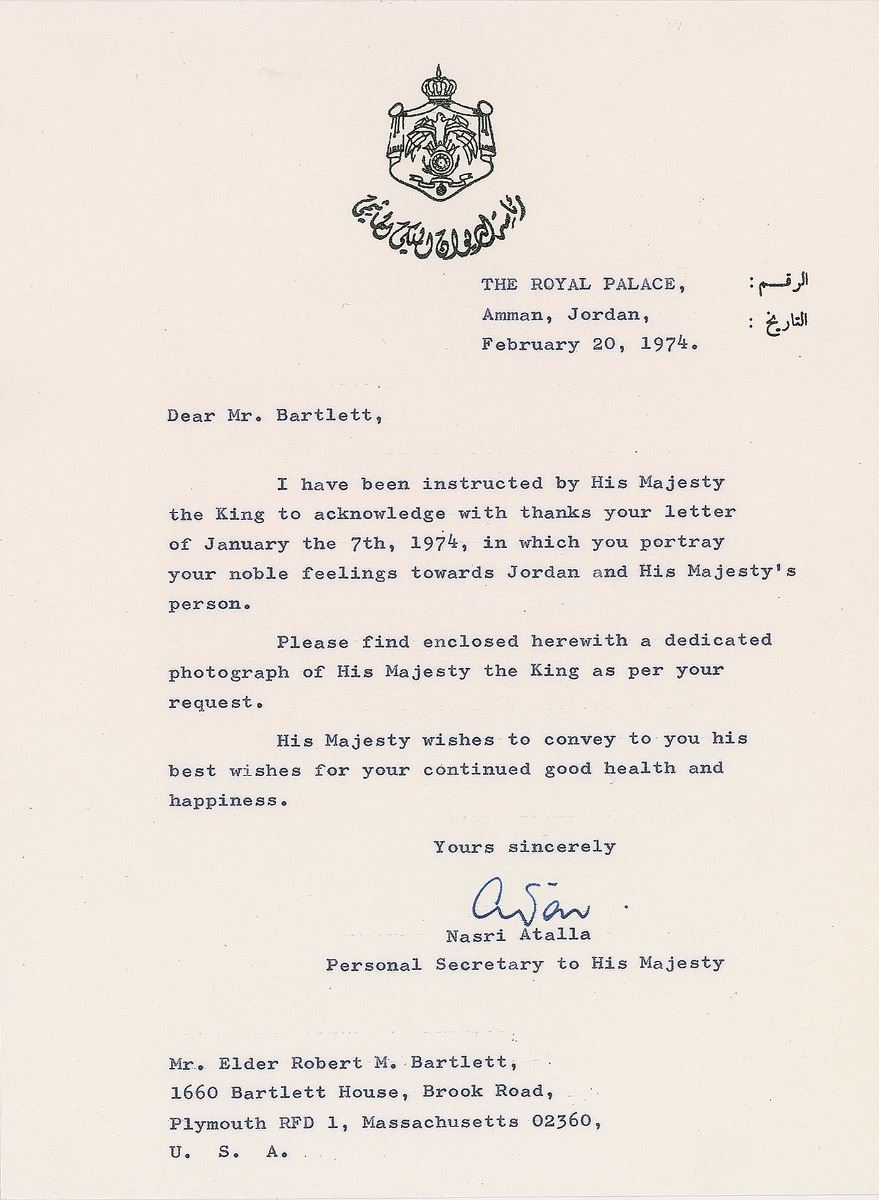 رئاسة الديوان الملكي الهاشمي
THE ROYAL PALACE,
الرقـــم :
Amman, Jordan,
التاريخ :
February 20, 1974.
Dear Mr. Bartlett,
I have been instructed by His Majesty
the King to acknowledge with thanks your letter
of January the 7th, 1974, in which you portray
your noble feelings towards Jordan and His Majesty's
person.
Please find enclosed herewith a dedicated
photograph of His Majesty the King as per your
request.
His Majesty wishes to convey to you his
best wishes for your continued good health and
happiness.
Yours sincerely
Nasri Atalla
Personal Secretary to His Majesty
Mr. Elder Robert M. Bartlett,
1660 Bartlett House, Brook Road,
Plymouth RFD 1, Massachusetts 02360,
U. S. A.